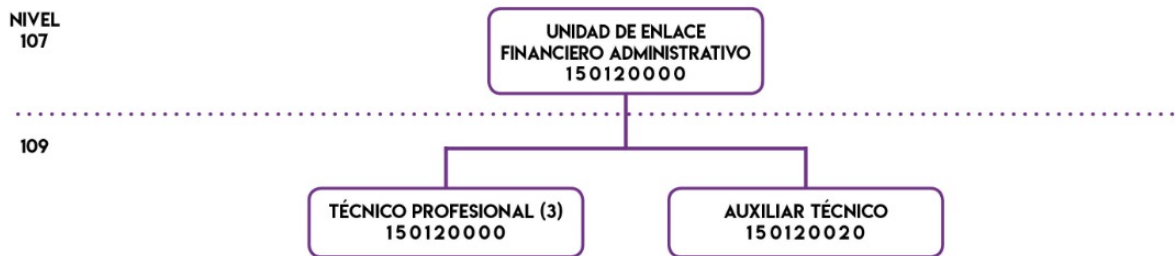 NIVEL
107
UNIDAD DE ENLACE
FINANCIERO ADMINISTRATIVO
150120000
109
TÉCNICO PROFESIONAL (3)
150120000
AUXILIAR TÉCNICO
150120020